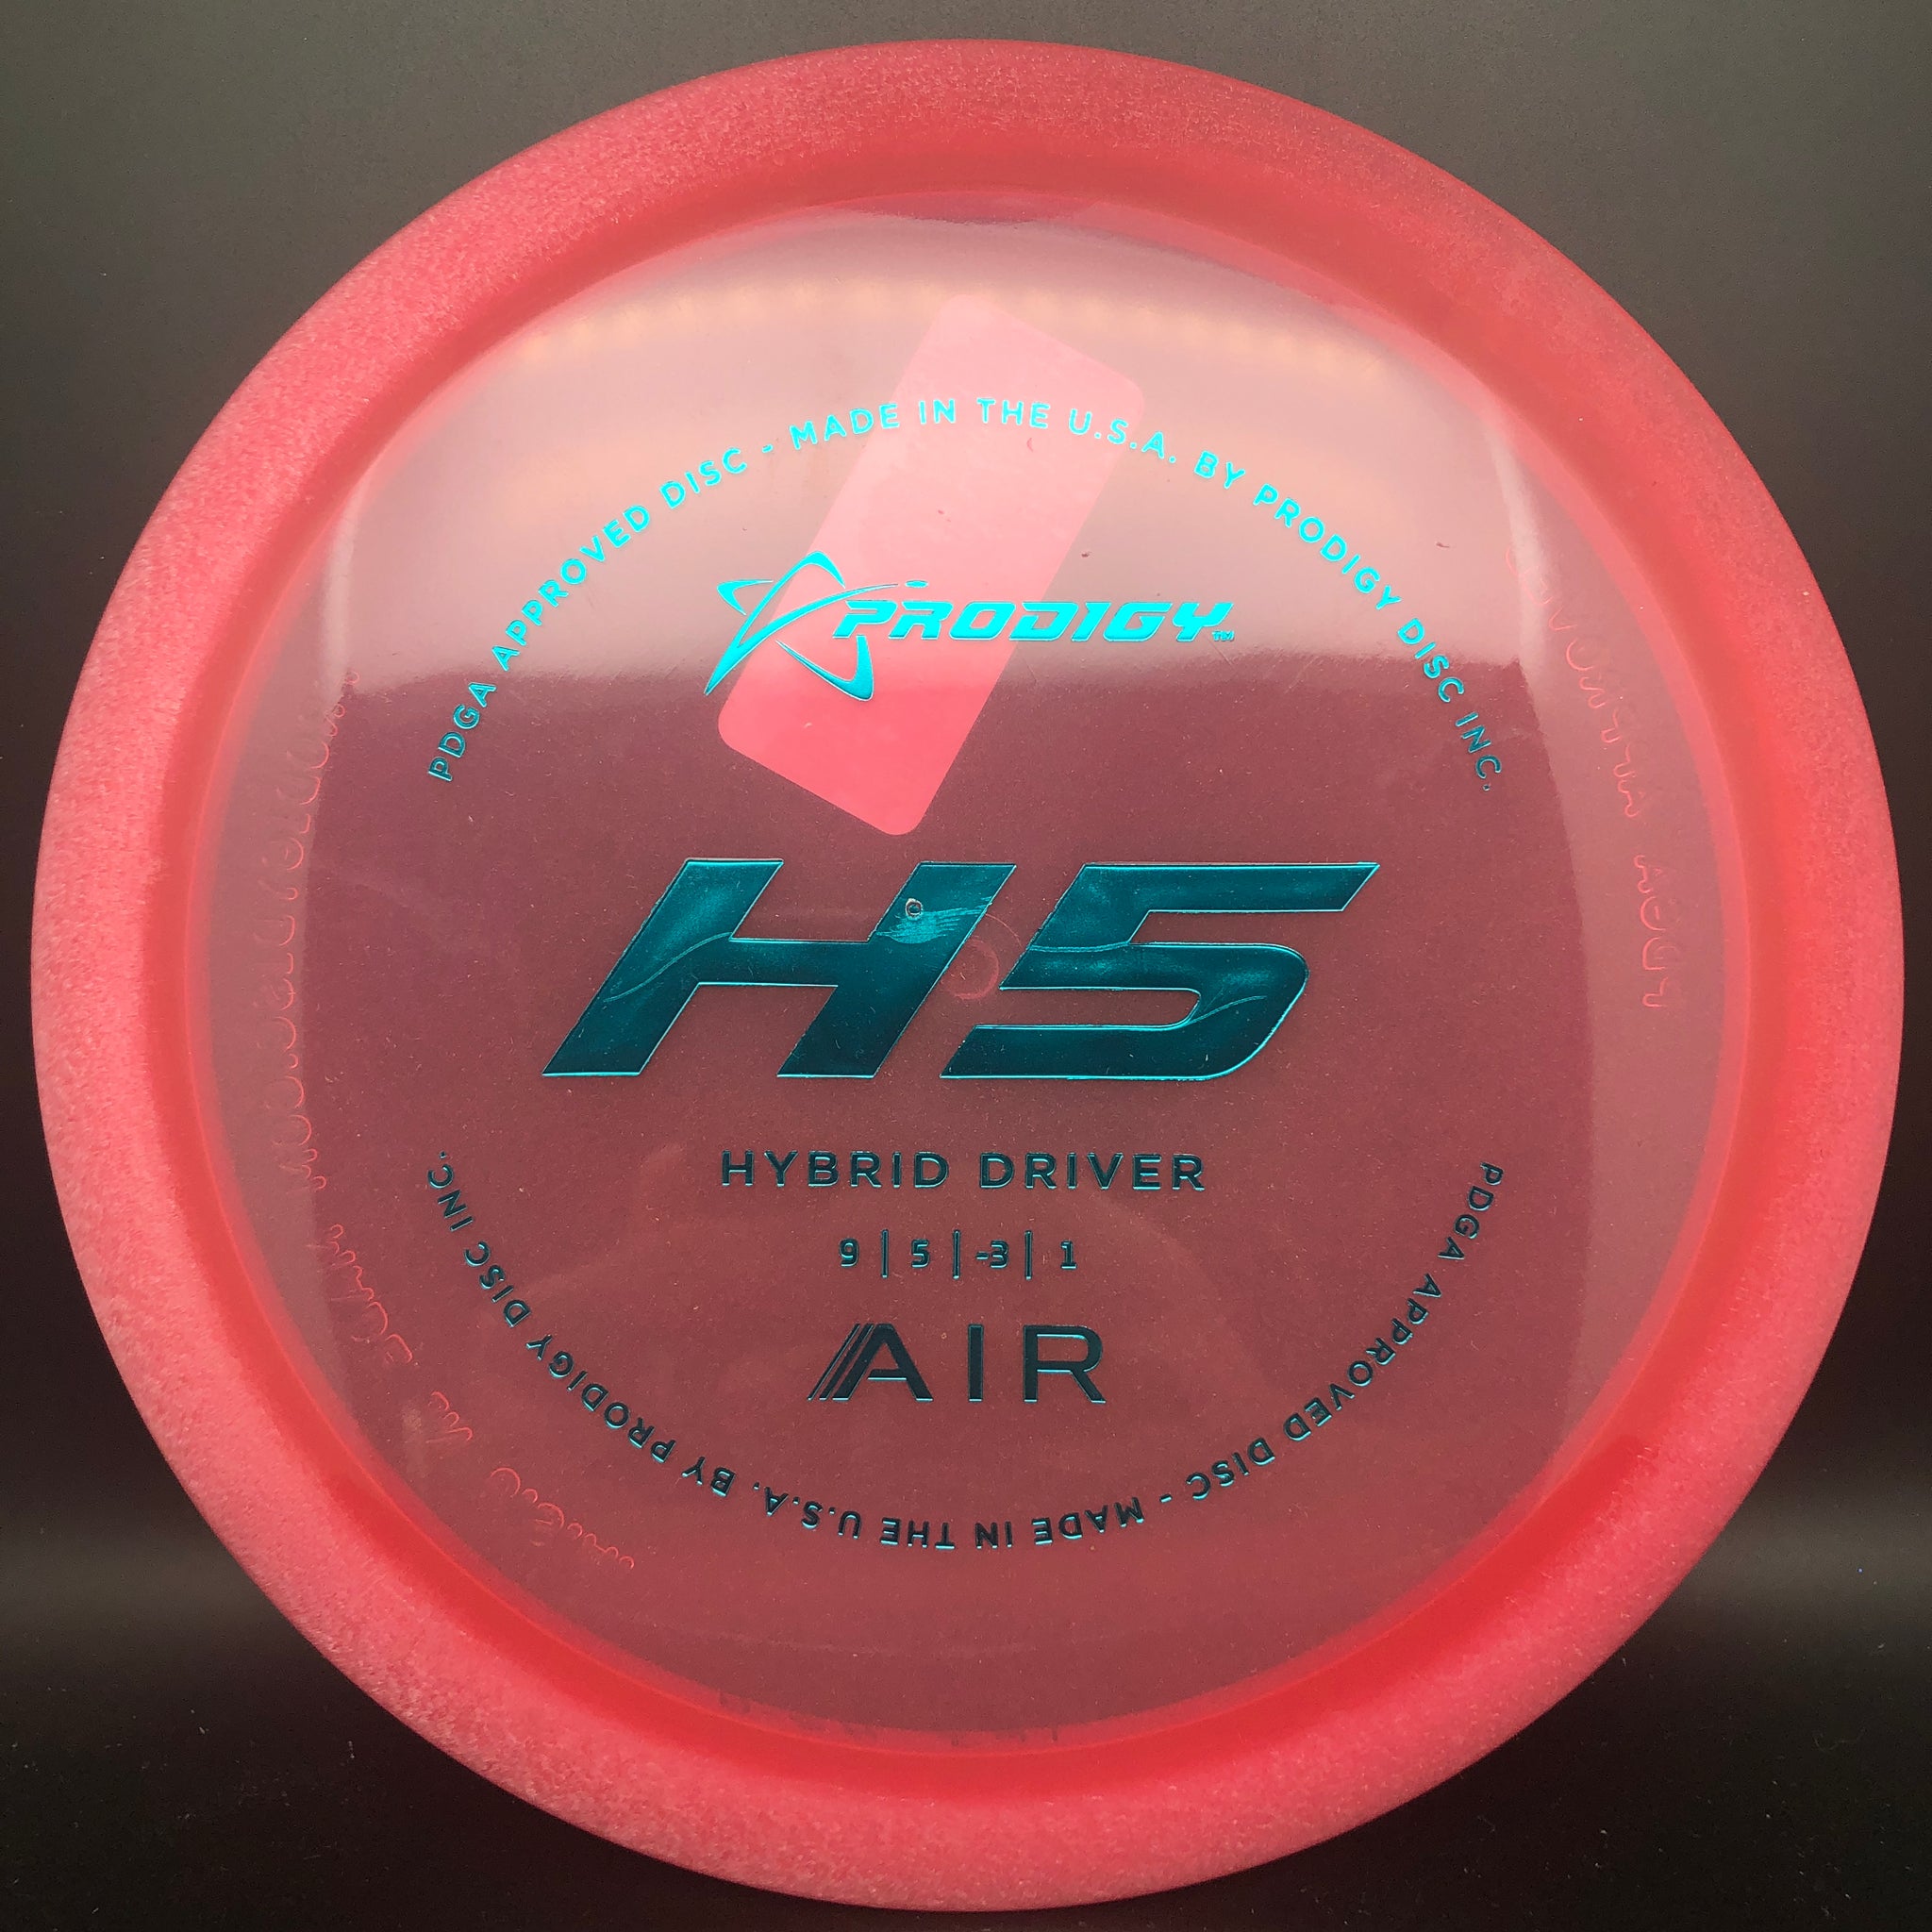 PDGA APPROVED DISC - MADE IN THE U.S.A. BY PRODIGY DISC INC.
PRODIGY™
H5
HYBRID DRIVER
9 | 5 | -3 | 1
AIR
PDGA APPROVED DISC - MADE IN THE U.S.A. BY PRODIGY DISC INC.